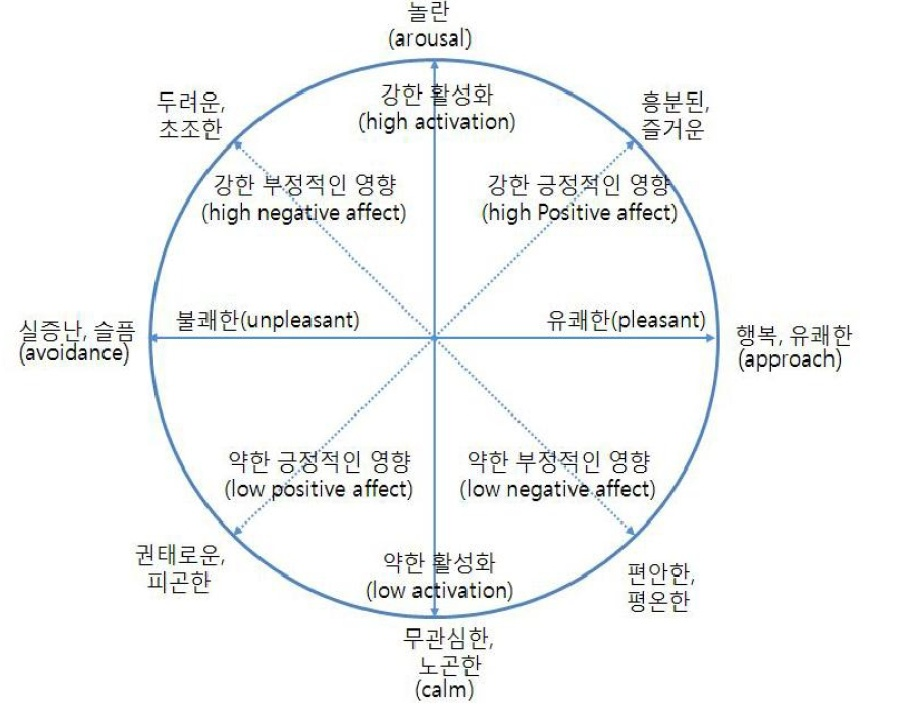 놀란
(arousal)
강한 활성화
(high activation)
두려운,
초조한
흥분된,
즐거운
강한 부정적인 영향
(high negative affect)
강한 긍정적인 영향
(high Positive affect)
실증난, 슬픔
(avoidance)
불쾌한(unpleasant)
유쾌한(pleasant)
행복, 유쾌한
(approach)
약한 긍정적인 영향
(low positive affect)
약한 부정적인 영향
(low negative affect)
권태로운,
피곤한
약한 활성화
(low activation)
편안한,
평온한
무관심한,
노곤한
(calm)